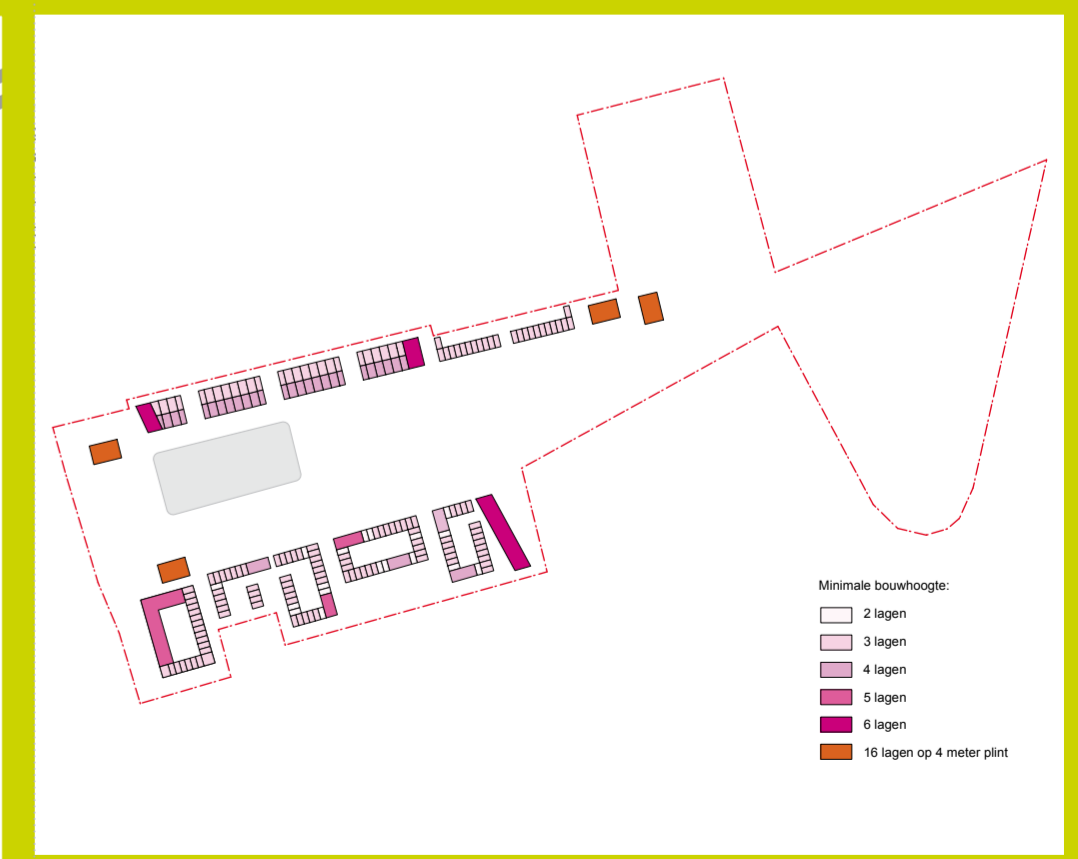 Minimale bouwhoogte:
2 lagen
3 lagen
4 lagen
5 lagen
6 lagen
16 lagen op 4 meter plint